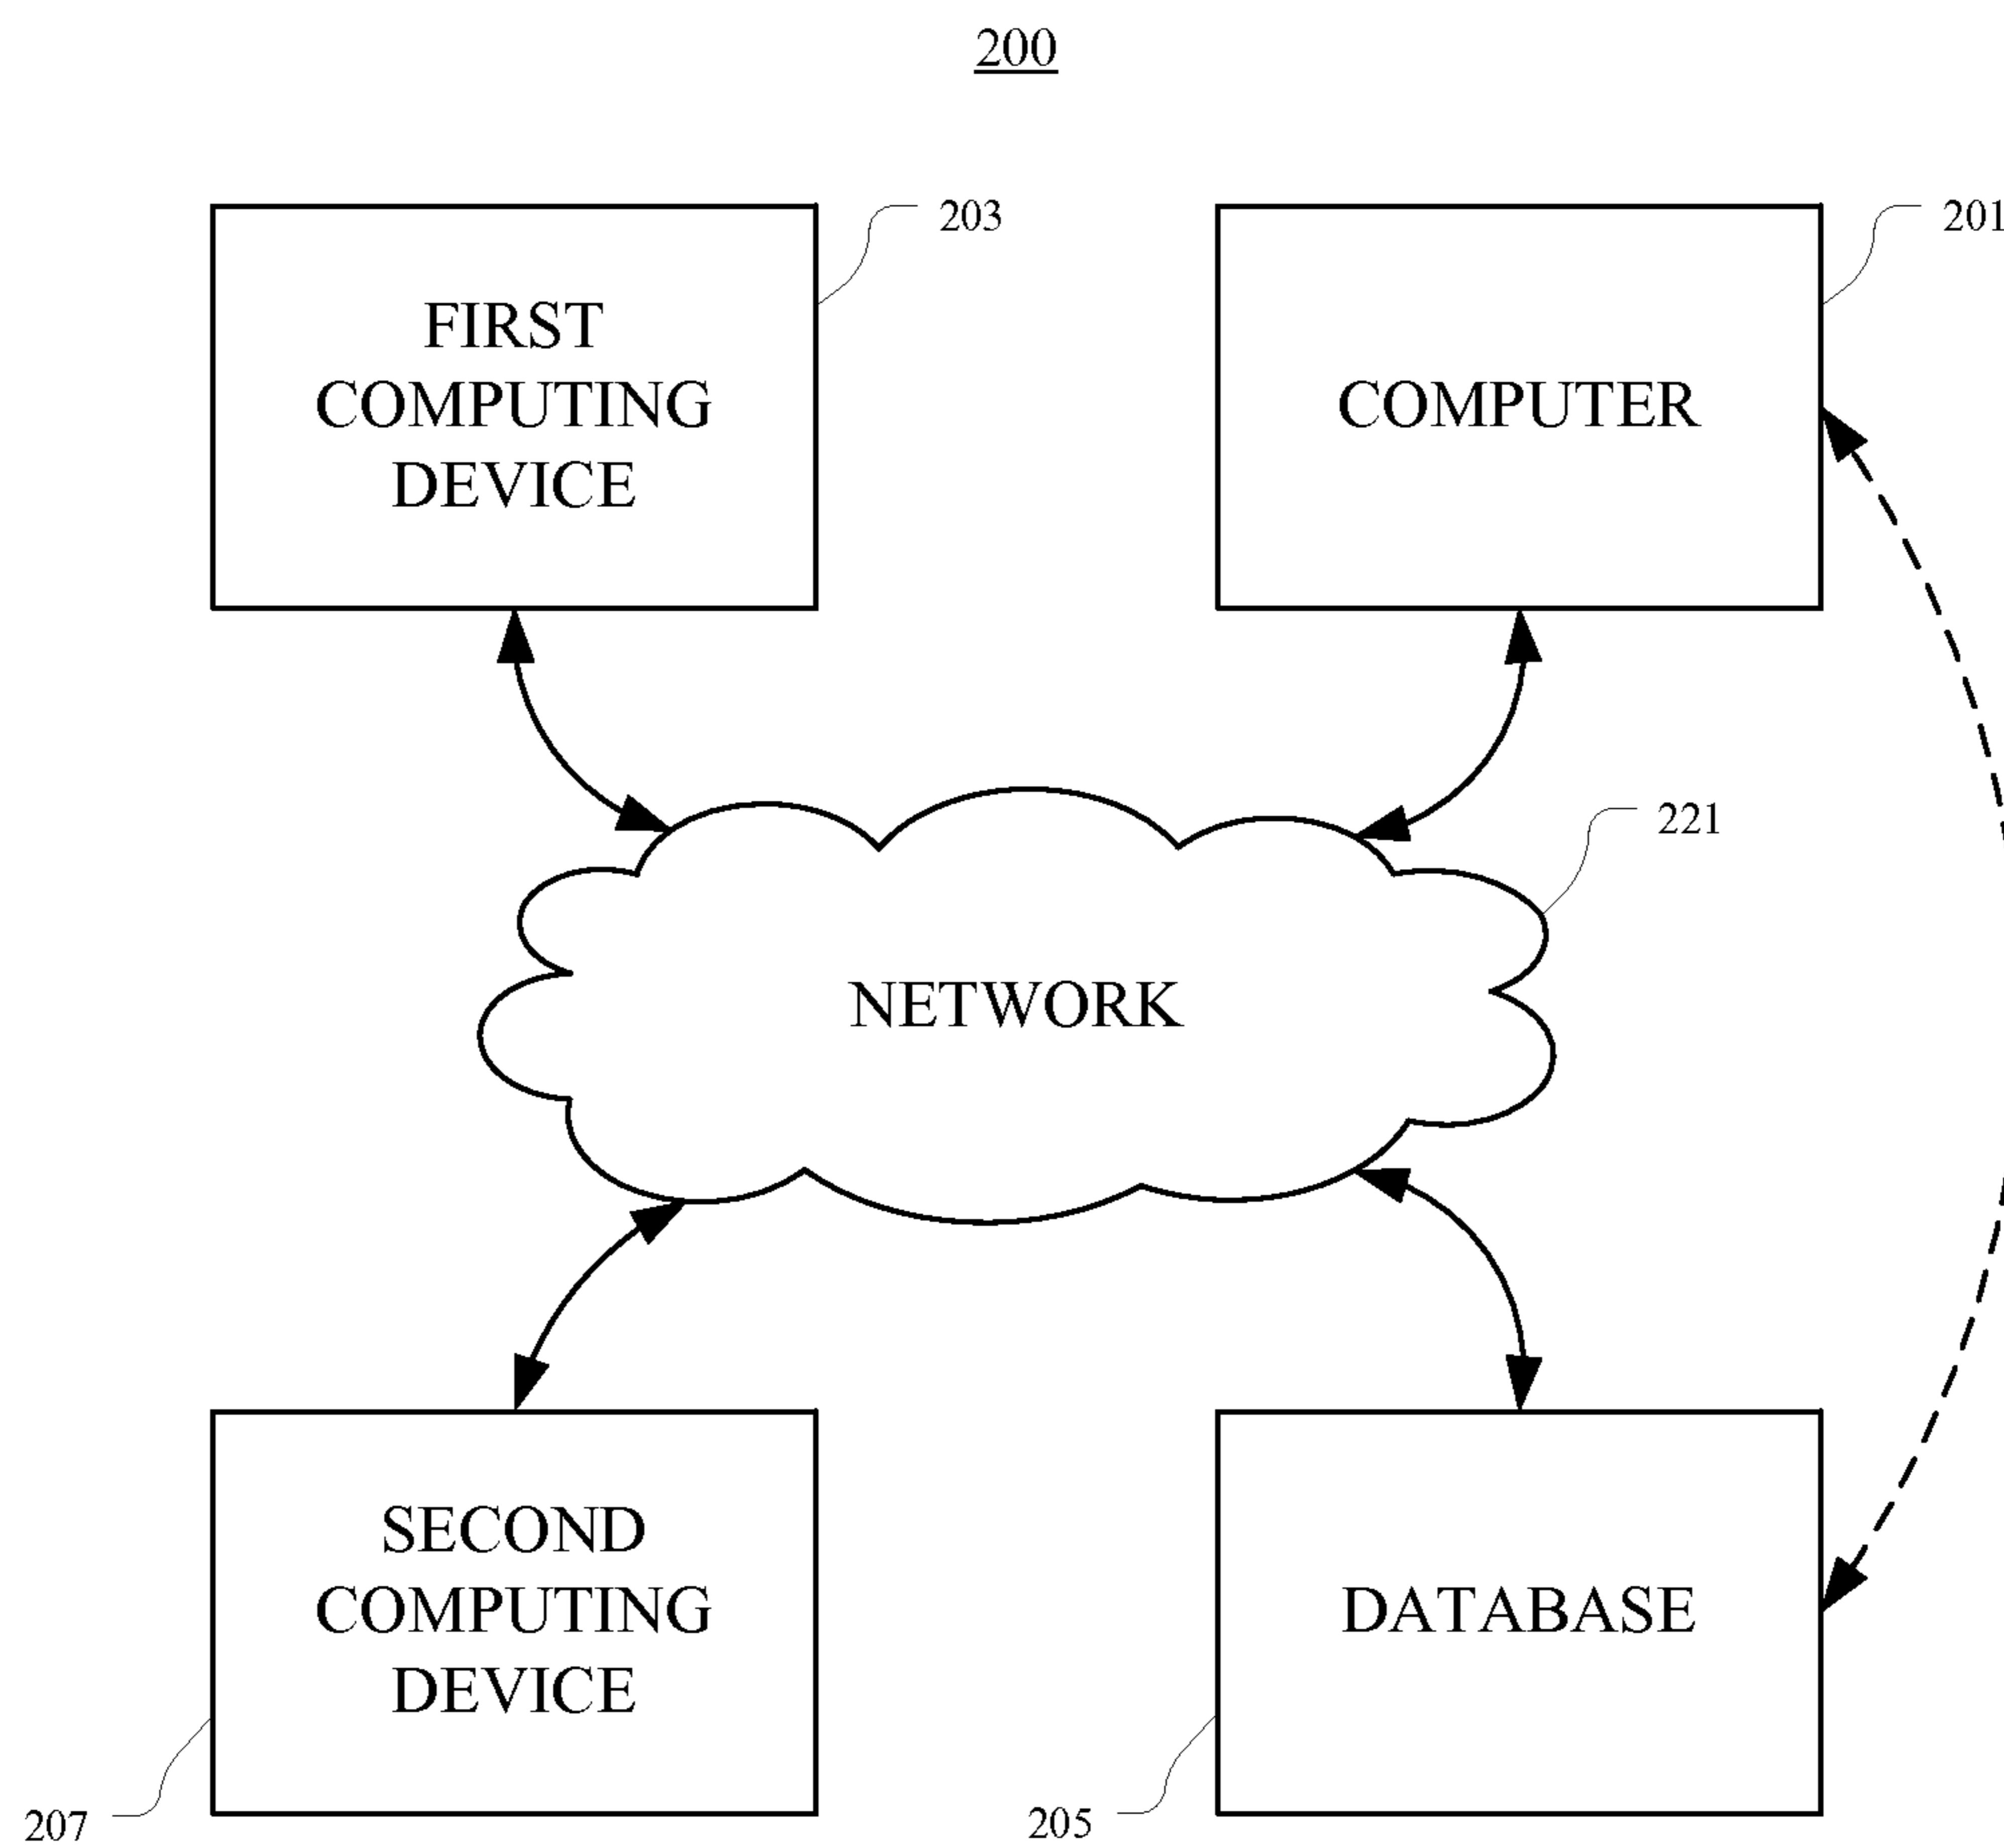 200
203
201
FIRST
COMPUTING
DEVICE
COMPUTER
221
NETWORK
SECOND
COMPUTING
DEVICE
DATABASE
207
205